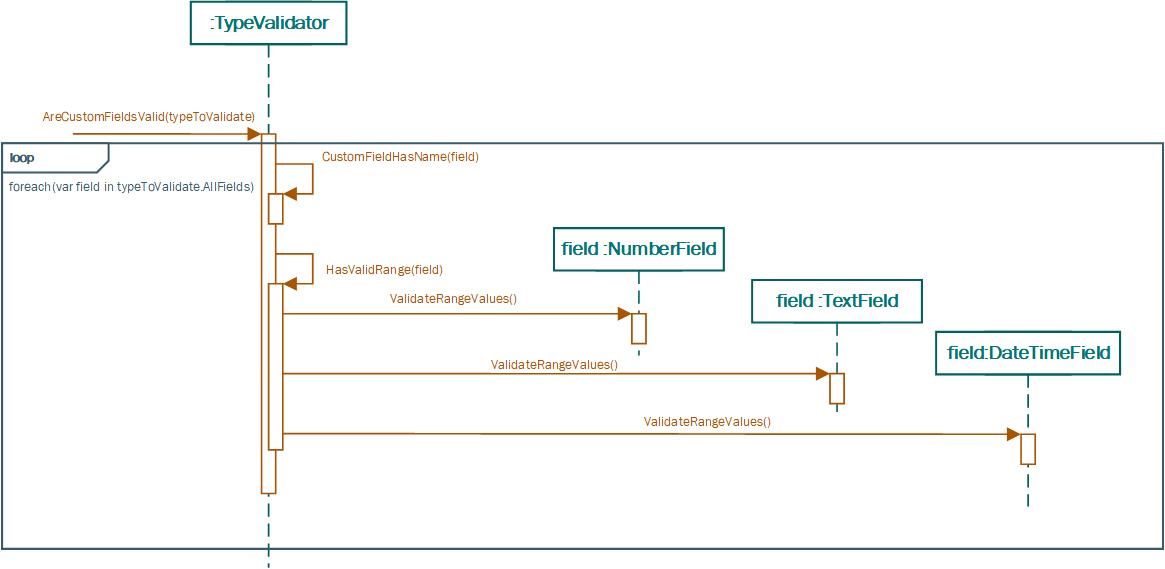 :TypeValidator
AreCustomFieldsValid(typeToValidate)
loop
CustomFieldHasName(field)
foreach(var field in typeToValidate.AllFields)
field :NumberField
HasValidRange(field)
ValidateRangeValues()
field :TextField
field:DateTimeField
ValidateRangeValues()
ValidateRangeValues()